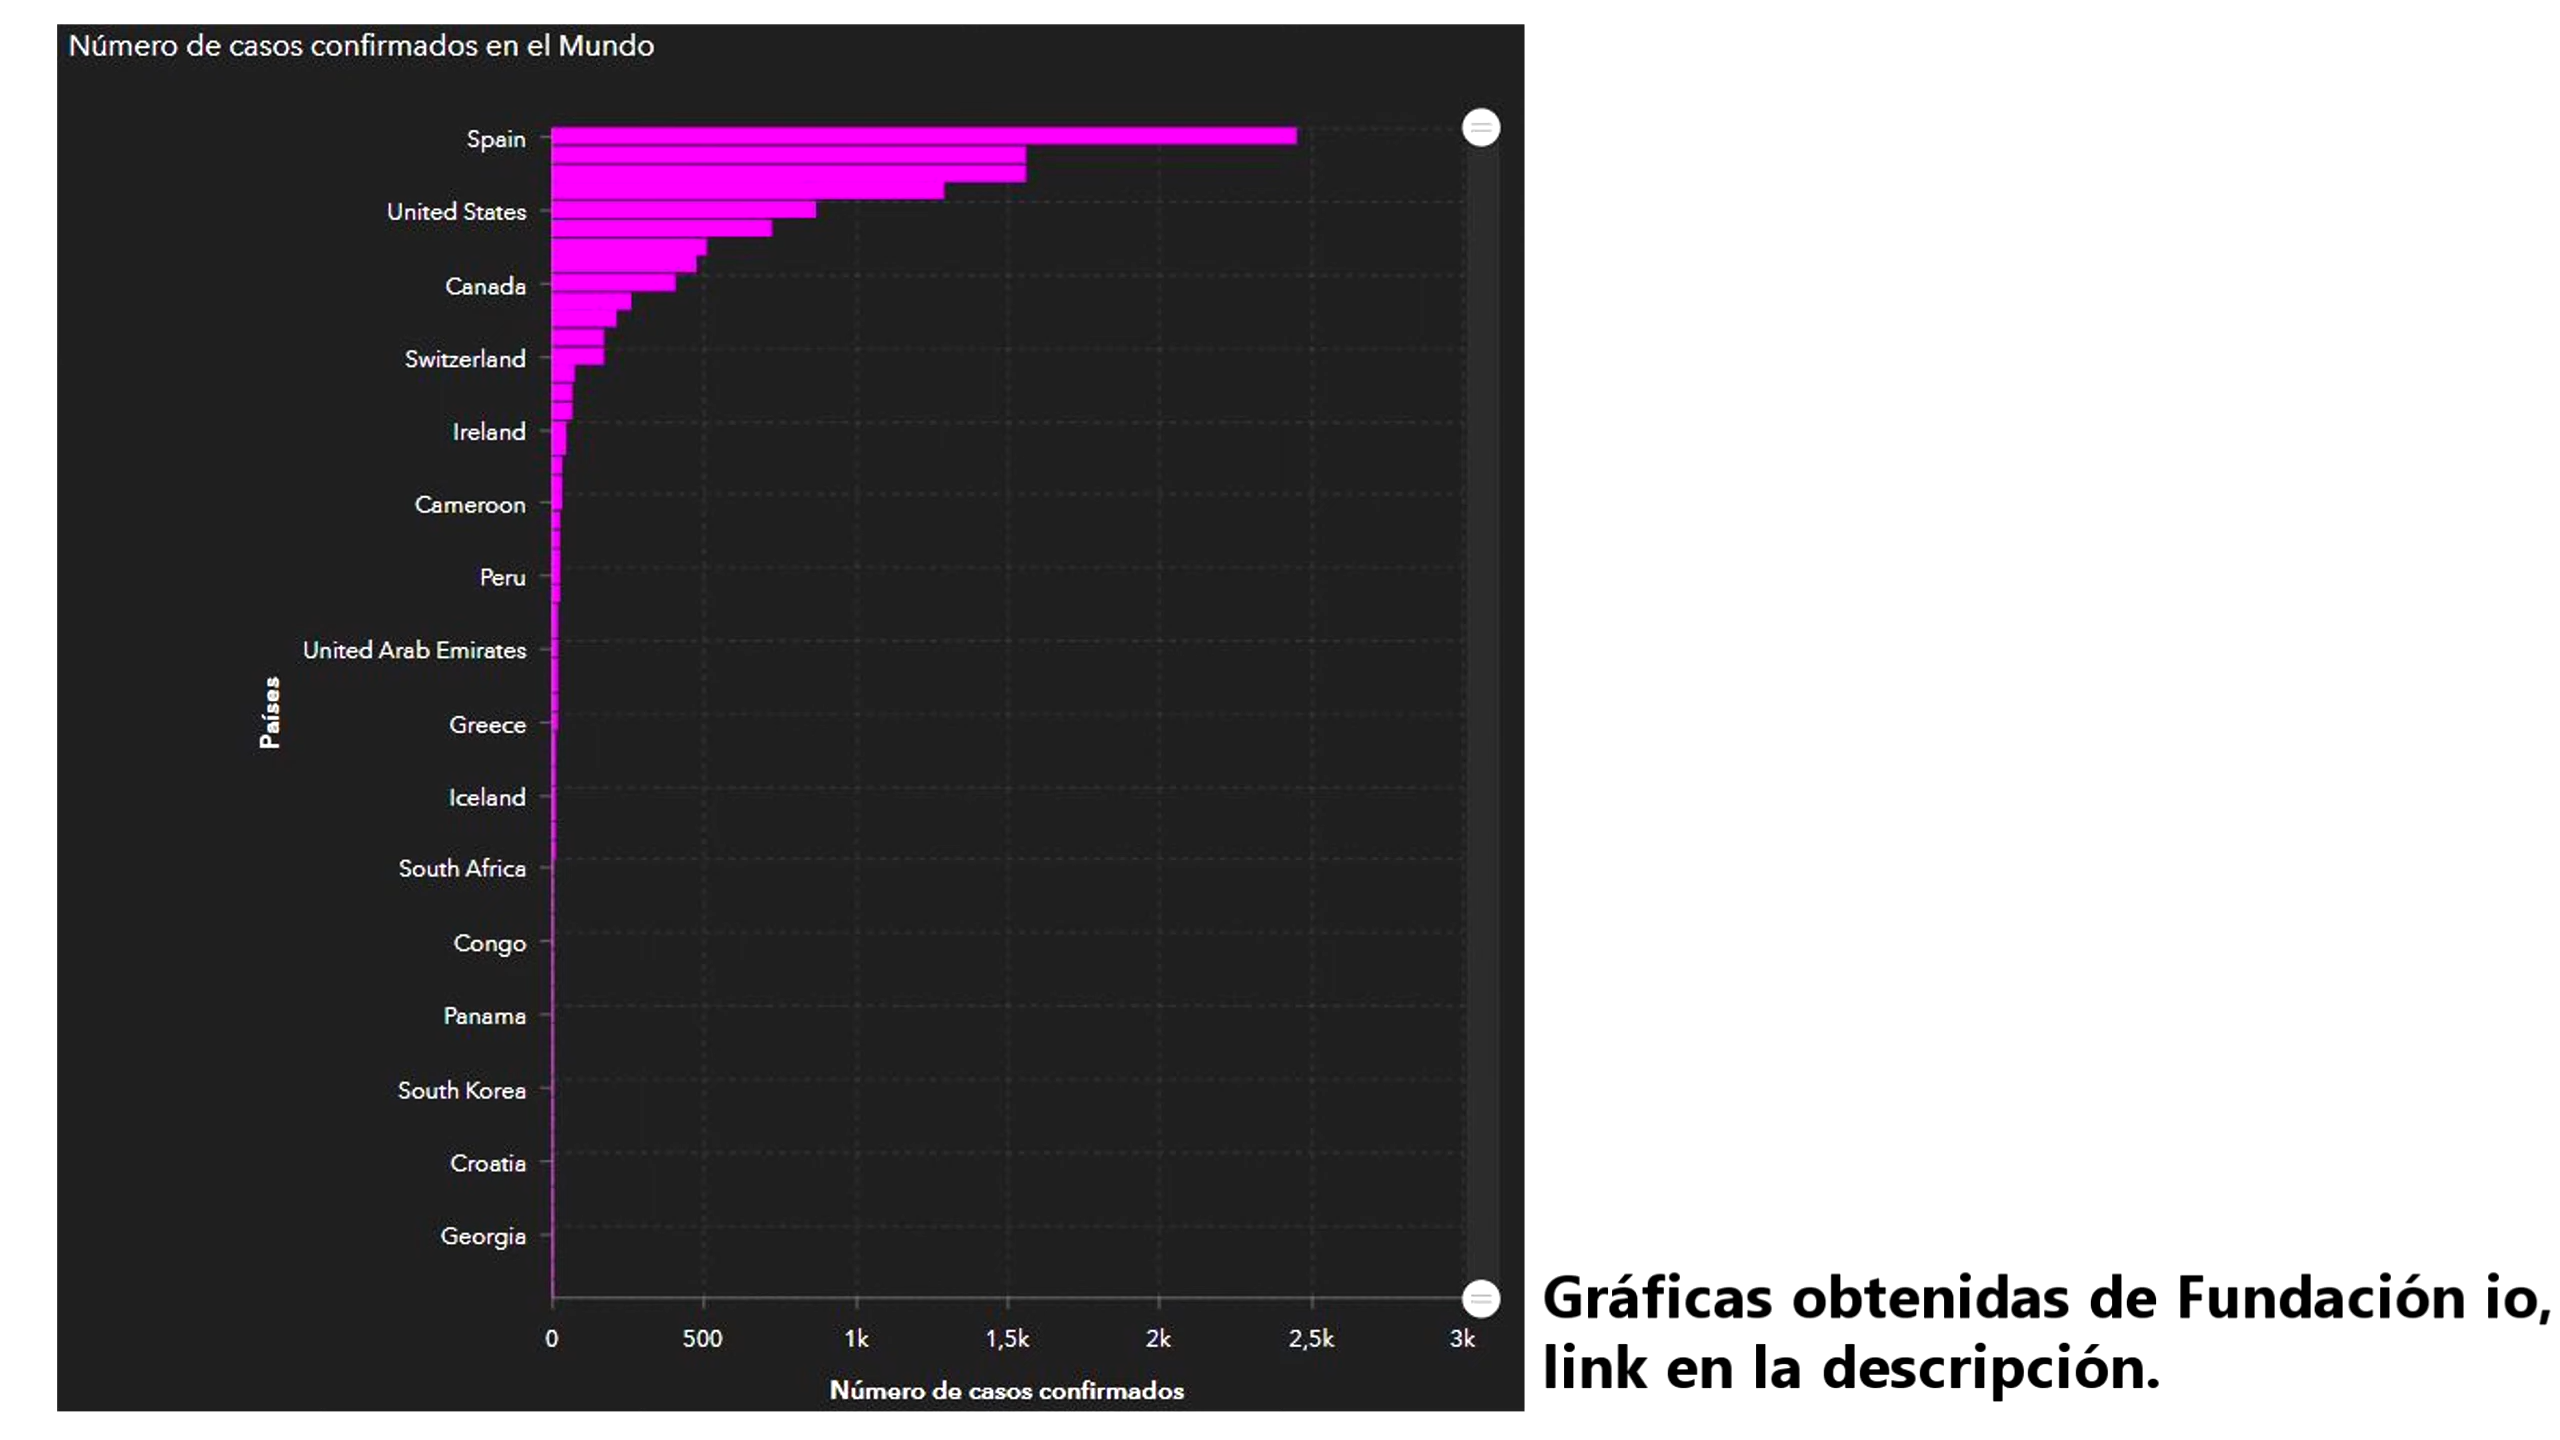 Número de casos confirmados en el Mundo
Spain
United States
Canada
Switzerland
Ireland
Cameroon
Peru
United Arab Emirates
Greece
Iceland
South Africa
Congo
Panama
South Korea
Croatia
Georgia
Países
0 500 1k 1,5k 2k 2,5k 3k
Número de casos confirmados
Gráficas obtenidas de Fundación io,
link en la descripción.